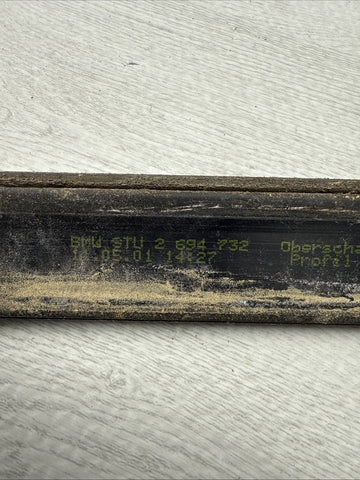 BMW STU 2 694 732 Obersch
05.01 14:27 Profil